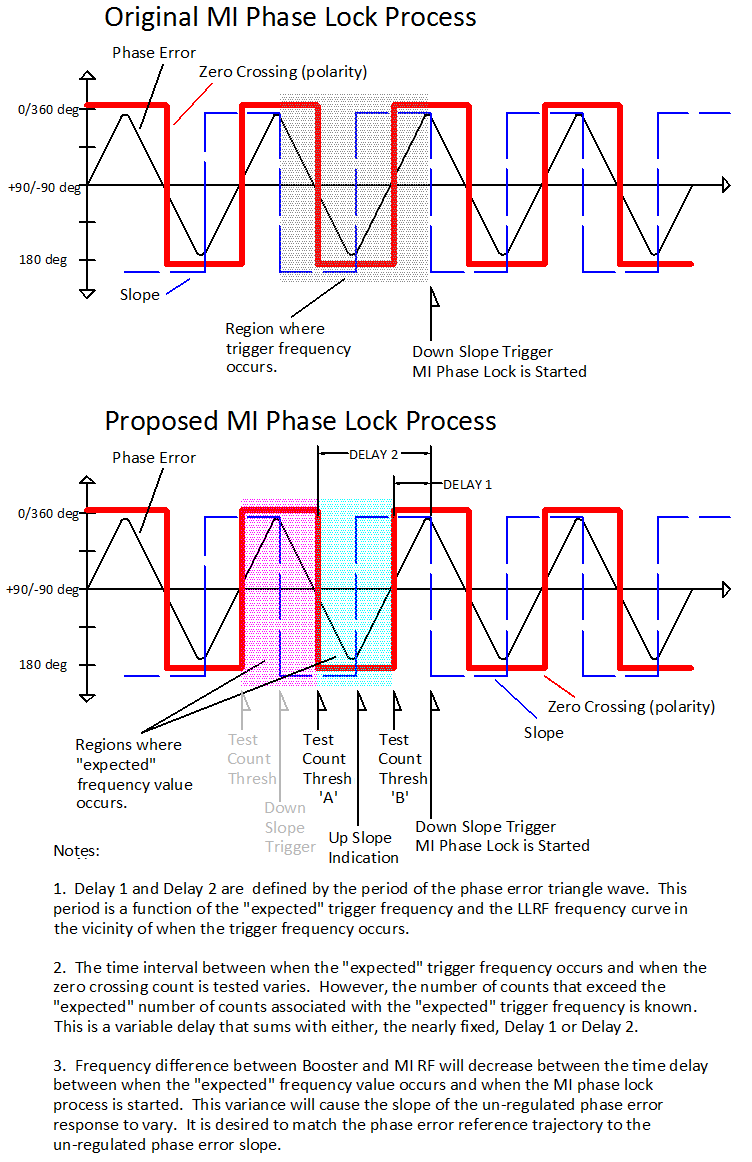 Original MI Phase Lock Process
Phase Error
Zero Crossing (polarity)
0/360 deg
+90/-90 deg
180 deg
Slope
Region where
trigger frequency
occurs.
Down Slope Trigger
MI Phase Lock is Started
Proposed MI Phase Lock Process
Phase Error
DELAY 2
DELAY 1
0/360 deg
+90/-90 deg
180 deg
Zero Crossing (polarity)
Slope
Regions where
"expected"
frequency value
occurs.
Test
Count
Thresh
Down
Slope
Trigger
Test
Count
Thresh
'A'
Up Slope
Indication
Test
Count
Thresh
'B'
Down Slope Trigger
MI Phase Lock is Started
Notes:
1. Delay 1 and Delay 2 are defined by the period of the phase error triangle wave. This
period is a function of the "expected" trigger frequency and the LLRF frequency curve in
the vicinity of when the trigger frequency occurs.
2. The time interval between when the "expected" trigger frequency occurs and when the
zero crossing count is tested varies. However, the number of counts that exceed the
"expected" number of counts associated with the "expected" trigger frequency is known.
This is a variable delay that sums with either, the nearly fixed, Delay 1 or Delay 2.
3. Frequency difference between Booster and MI RF will decrease between the time delay
between when the "expected" frequency value occurs and when the MI phase lock
process is started. This variance will cause the slope of the un-regulated phase error
response to vary. It is desired to match the phase error reference trajectory to the
un-regulated phase error slope.